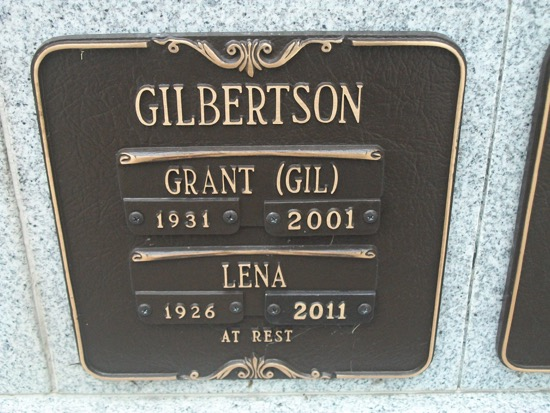 GILBERTSON
GRANT (GIL)
1931 2001
LENA
1926 2011
AT REST